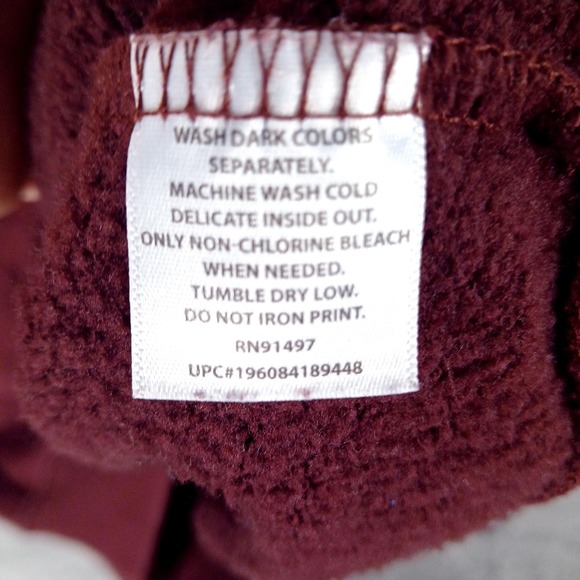 WASH DARK COLORS
SEPARATELY.
MACHINE WASH COLD
DELICATE INSIDE OUT.
ONLY NON-CHLORINE BLEACH
WHEN NEEDED.
TUMBLE DRY LOW.
DO NOT IRON PRINT.
RN91497
UPC#196084189448